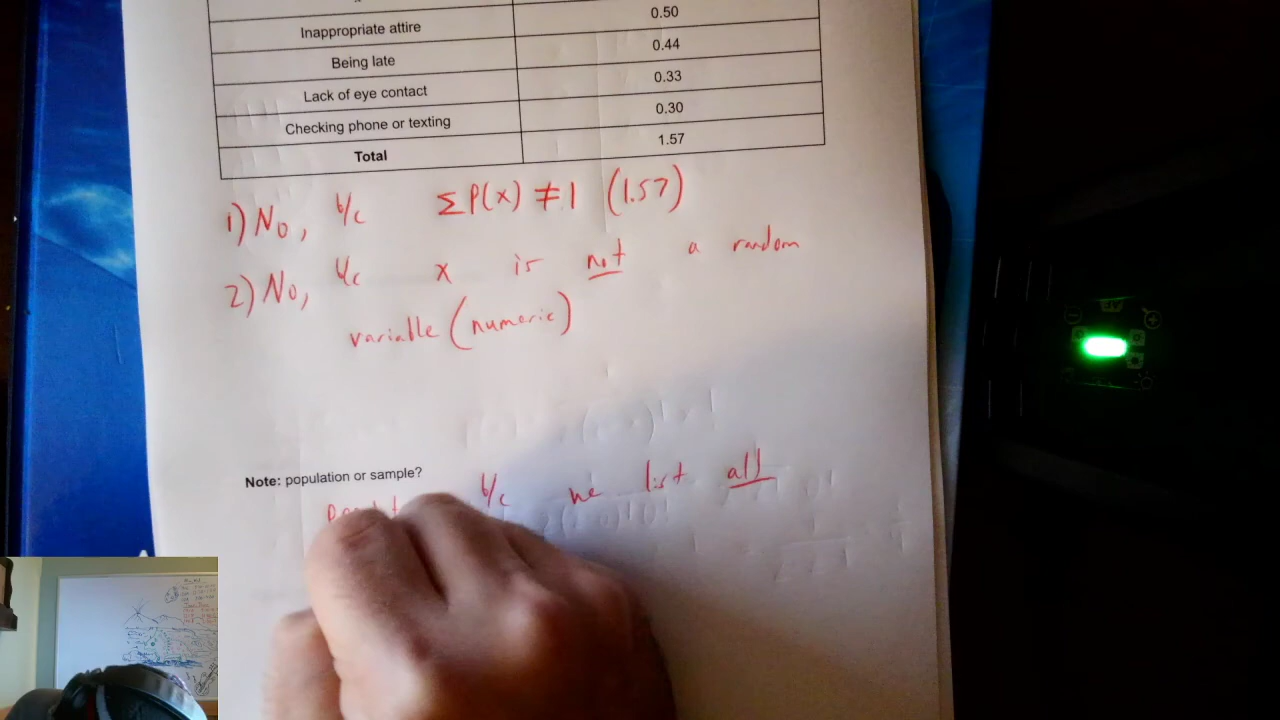 0.50
Inappropriate attire
0.44
Being late
0.33
Lack of eye contact
0.30
Checking phone or texting
1.57
Total
1) No, b/c Σ P(x) ≠ 1 (1.57)
2) No, b/c x is not a random
variable (numeric)
Note: population or sample?
b/c we list all